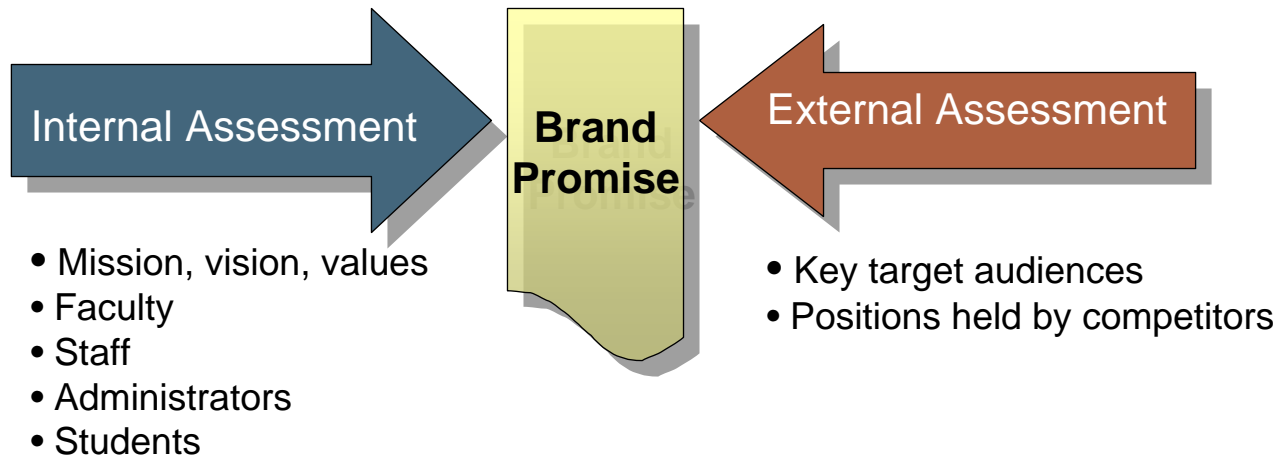 Internal Assessment
Brand
Promise
External Assessment
• Mission, vision, values
• Faculty
• Staff
• Administrators
• Students
• Key target audiences
• Positions held by competitors